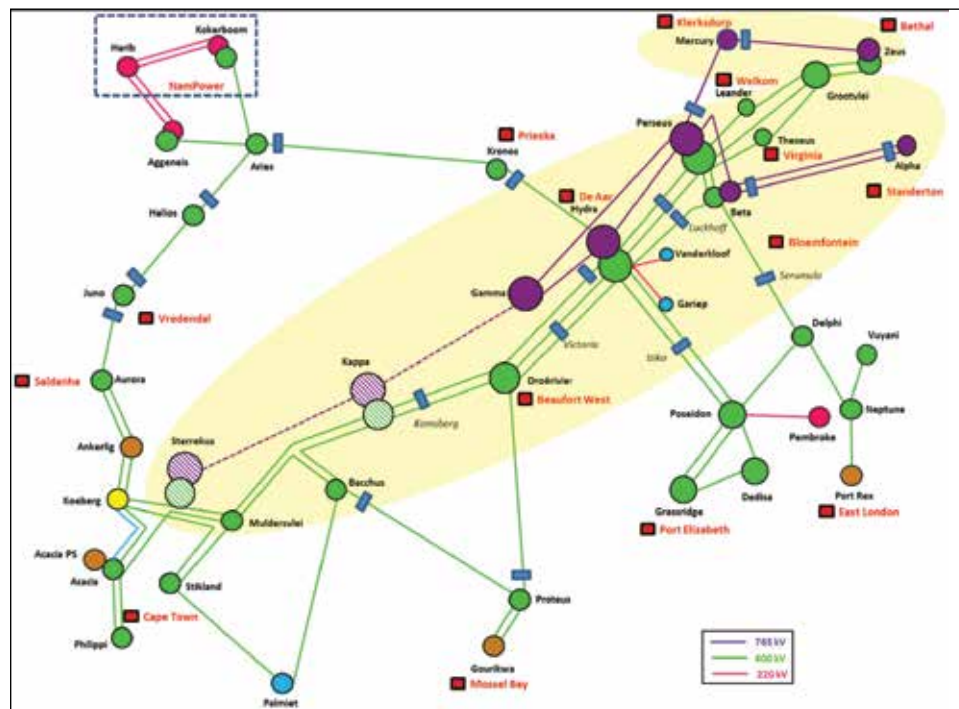 Klerksdorp
Bethal
Kokerboom
Mercury
Harib
Zeus
Welkom
NamPower
Leander
Grootvlei
Perseus
Prieska
Theseus
Aggeneis
Aries
Kronos
Virginia
Alpha
De Aar
Standerton
Helios
Hydra
Beta
Luckhoff
Bloemfontein
Vanderkloof
Juno
Gamma
Serumula
Gariep
Vredendal
Delphi
Vuyani
Victoria
Kappa
Iziko
Saldanha
Aurora
Droërivier
Beaufort West
Poseidon
Neptune
Komsberg
Pembroke
Ankerlig
Sterrekus
Bacchus
Koeberg
Dedisa
Port Rex
Muldersvlei
Grassridge
East London
Port Elizabeth
Acacia PS
Acacia
Stikland
Proteus
Cape Town
Philippi
765 kV
400 kV
220 kV
Gourikwa
Mossel Bay
Palmiet